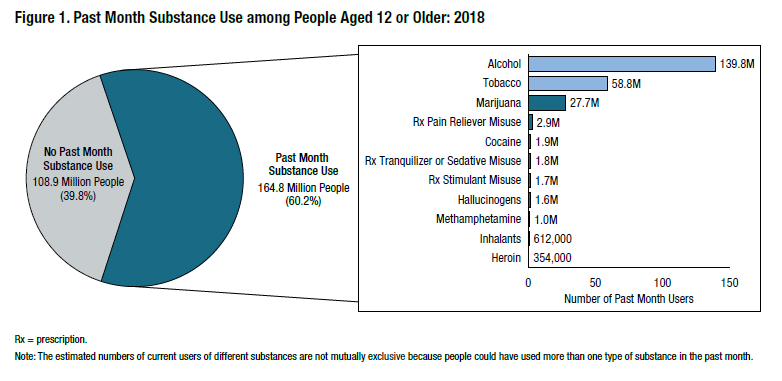 Figure 1. Past Month Substance Use among People Aged 12 or Older: 2018
No Past Month
Substance Use
108.9 Million People
(39.8%)
Past Month
Substance Use
164.8 Million People
(60.2%)
Alcohol 139.8M
Tobacco 58.8M
Marijuana 27.7M
Rx Pain Reliever Misuse 2.9M
Cocaine 1.9M
Rx Tranquilizer or Sedative Misuse 1.8M
Rx Stimulant Misuse 1.7M
Hallucinogens 1.6M
Methamphetamine 1.0M
Inhalants 612,000
Heroin 354,000
0 50 100 150
Number of Past Month Users
Rx = prescription.
Note: The estimated numbers of current users of different substances are not mutually exclusive because people could have used more than one type of substance in the past month.